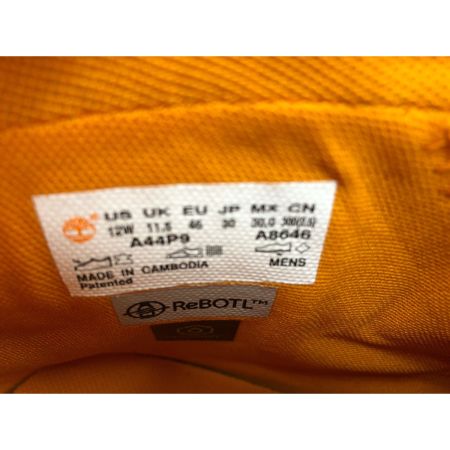 US UK EU JP MX CN
12W 11.5 46 30 30.0 300(2.5)
A44P9 A8646
MADE IN CAMBODIA MENS
Patented
ReBOTL™